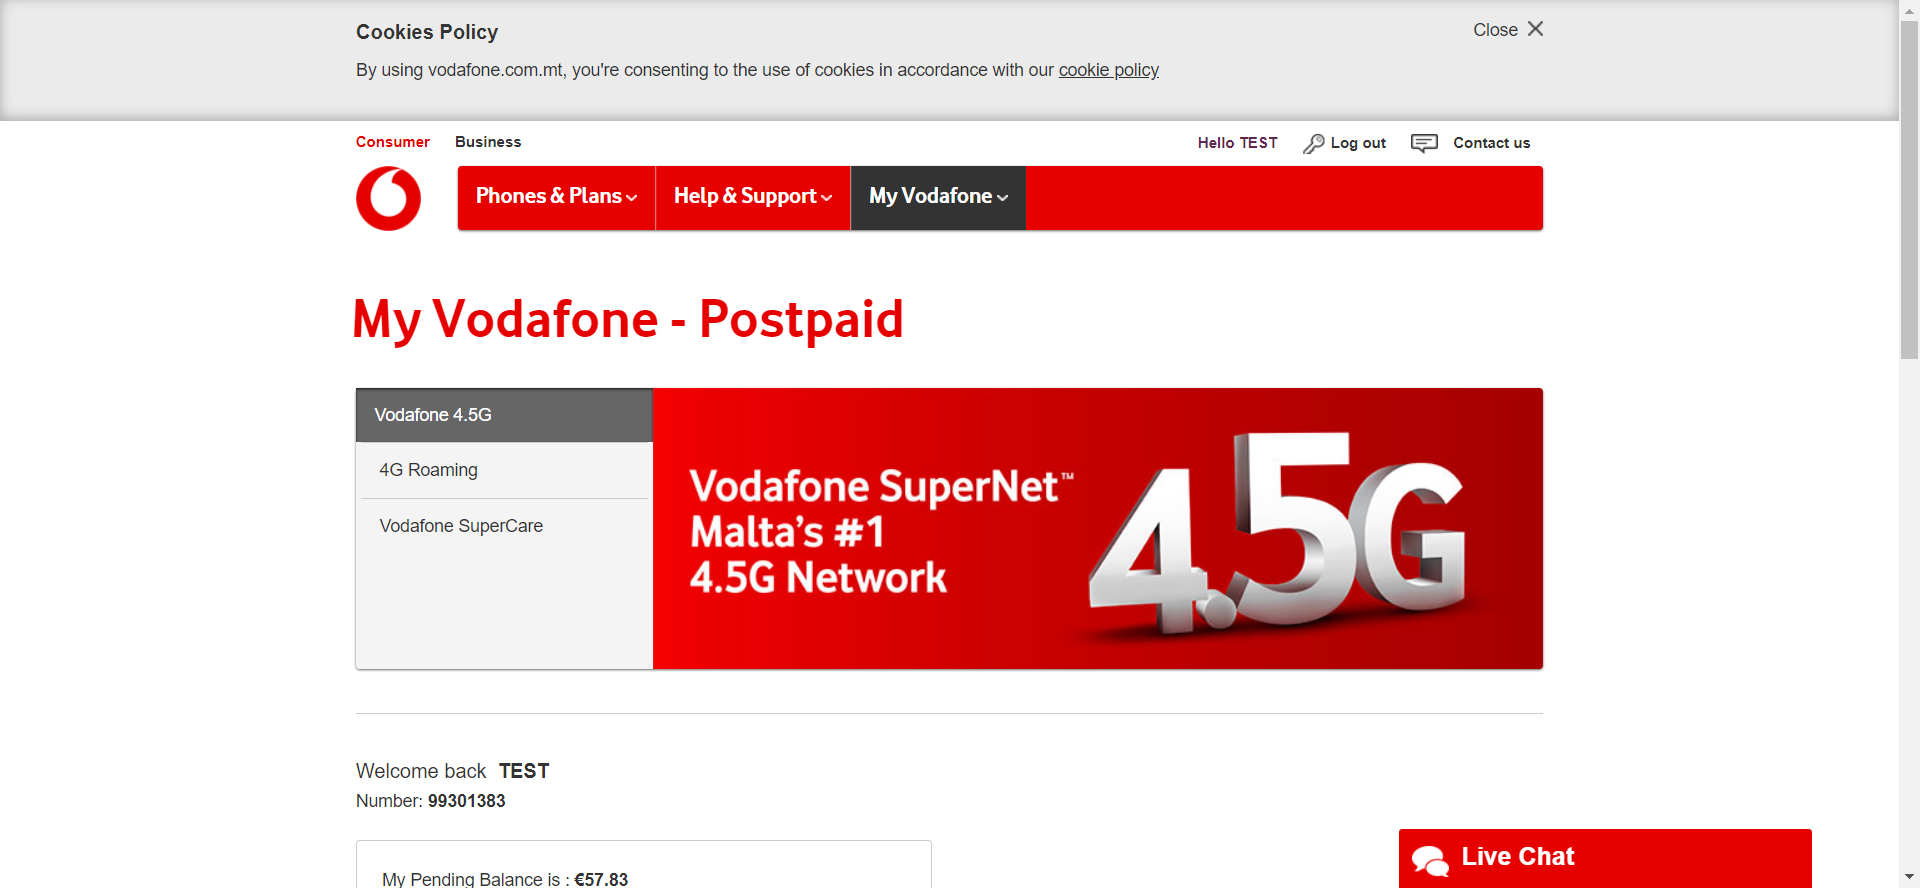 Cookies Policy
Close
By using vodafone.com.mt, you're consenting to the use of cookies in accordance with our cookie policy
Consumer Business Hello TEST Log out Contact us
Phones & Plans Help & Support My Vodafone
My Vodafone - Postpaid
Vodafone 4.5G
4G Roaming
Vodafone SuperCare
Vodafone SuperNet™
Malta's #1
4.5G Network
4.5G
Welcome back TEST
Number: 99301383
My Pending Balance is : €57.83
Live Chat